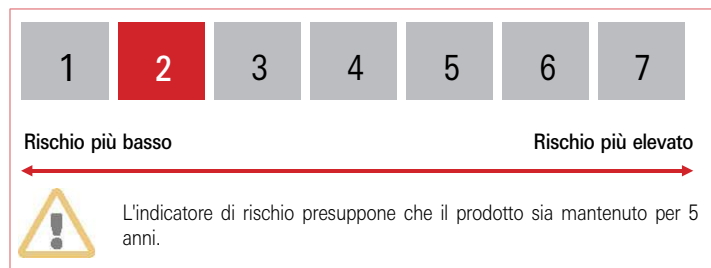 1 2 3 4 5 6 7
Rischio più basso Rischio più elevato
L'indicatore di rischio presuppone che il prodotto sia mantenuto per 5
anni.